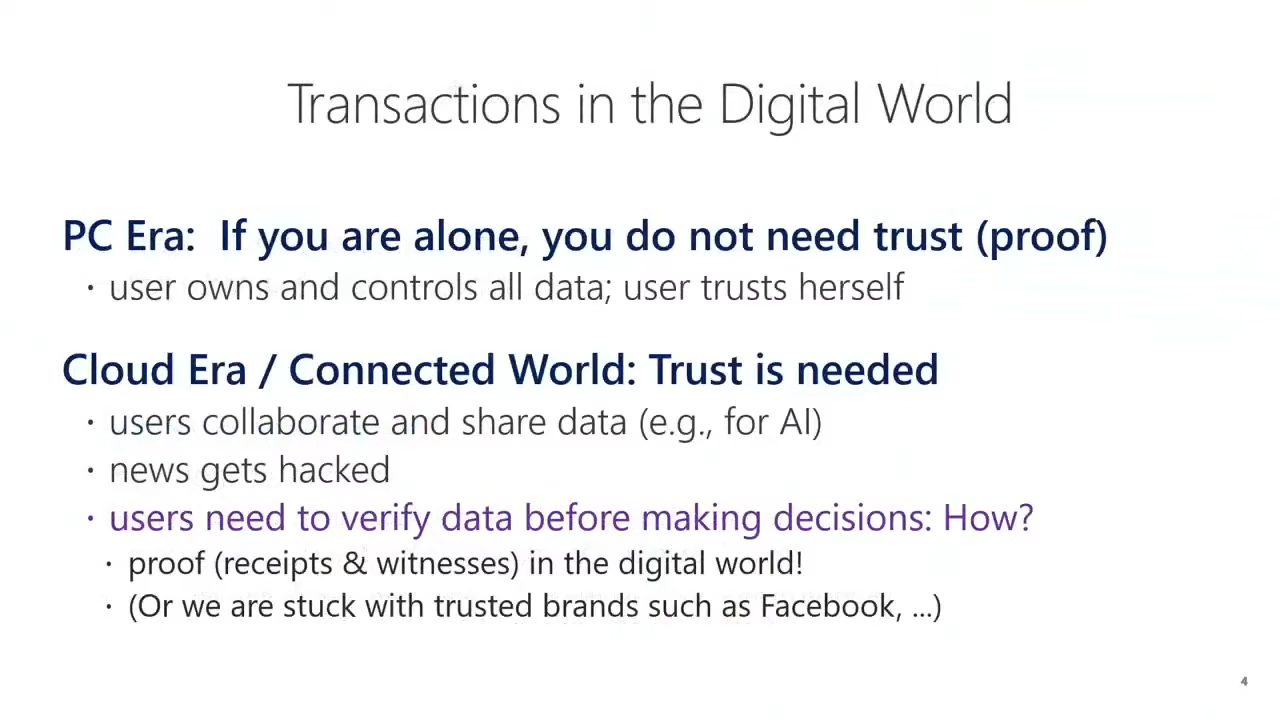 Transactions in the Digital World
PC Era: If you are alone, you do not need trust (proof)
· user owns and controls all data; user trusts herself
Cloud Era / Connected World: Trust is needed
· users collaborate and share data (e.g., for AI)
· news gets hacked
· users need to verify data before making decisions: How?
· proof (receipts & witnesses) in the digital world!
· (Or we are stuck with trusted brands such as Facebook, ...)
4